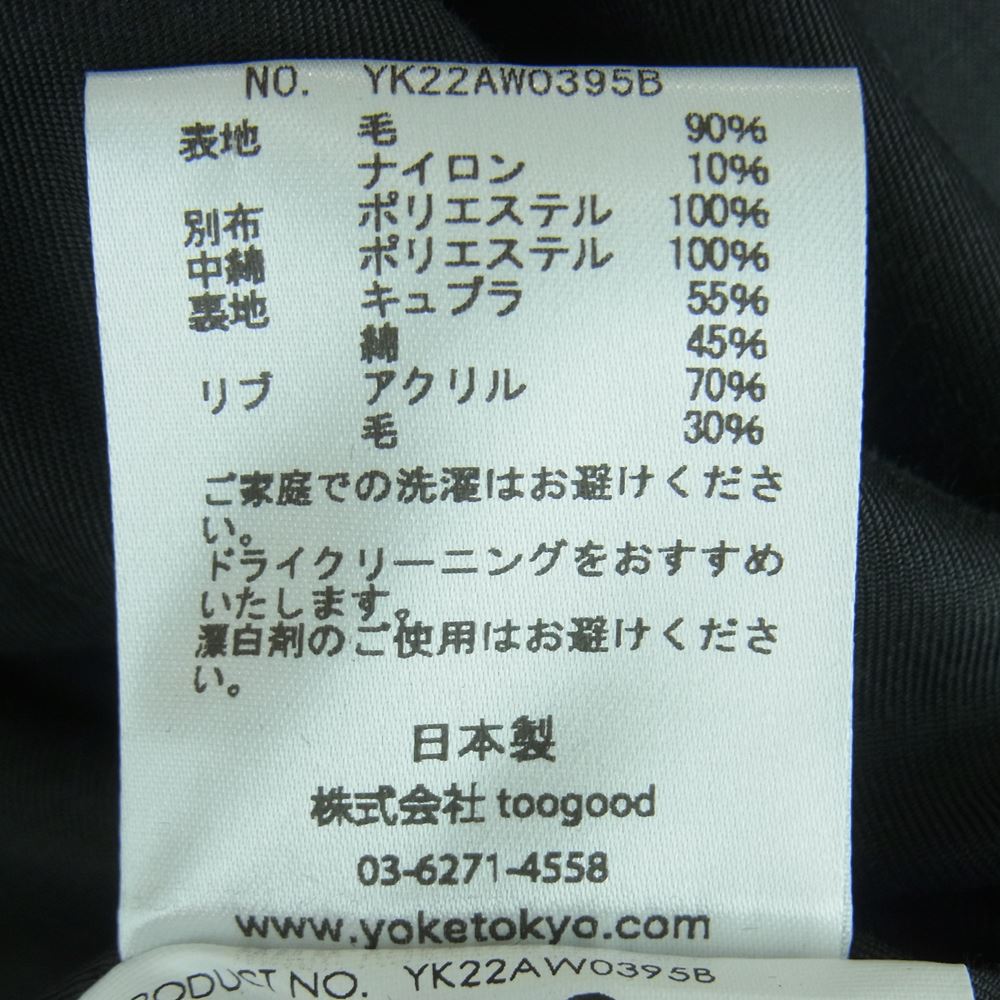 NO. YK22AW0395B
表地 毛 90%
ナイロン 10%
別布 ポリエステル 100%
中綿 ポリエステル 100%
裏地 キュプラ 55%
綿 45%
リブ アクリル 70%
毛 30%
ご家庭での洗濯はお避けくださ
い。
ドライクリーニングをおすすめ
いたします。
漂白剤のご使用はお避けくださ
い。
日本製
株式会社 toogood
03-6271-4558
www.yoketokyo.com
PRODUCT NO. YK22AW0395B